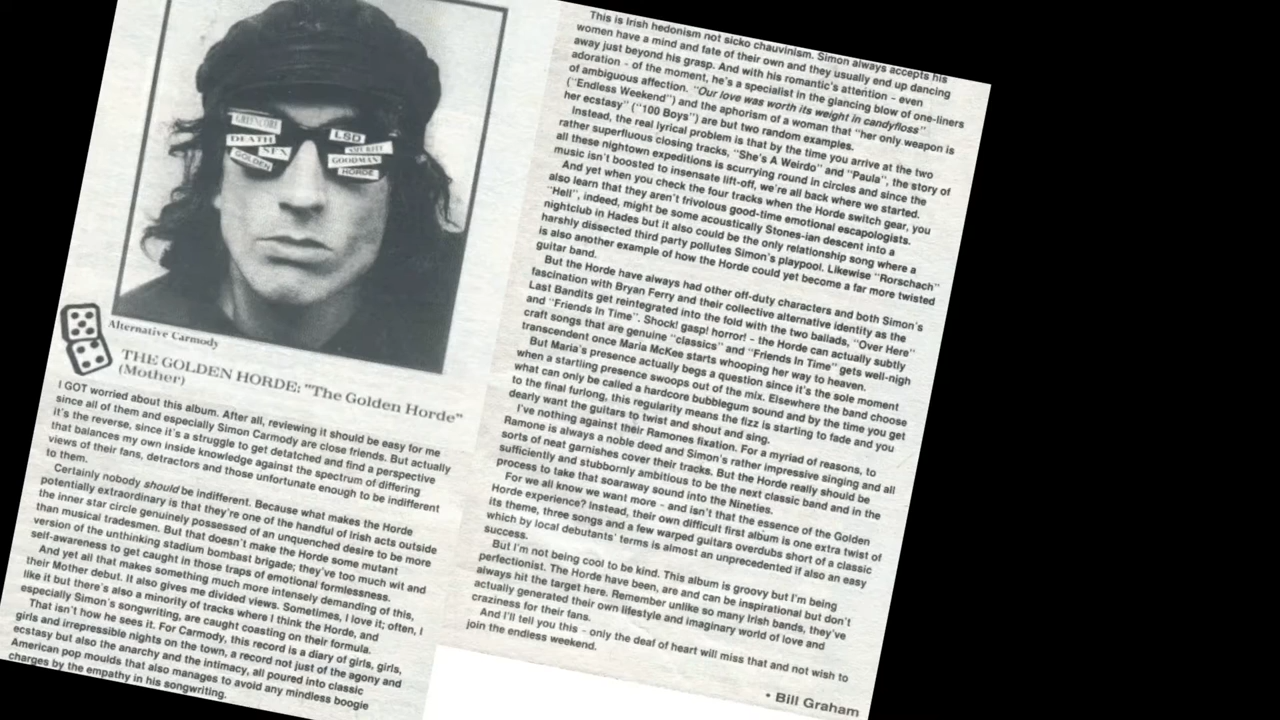 GREENCORE
DEATH
SEX
GOLDEN
LSD
SECRET
GOODMAN
HORDE
Alternative Carmody
THE GOLDEN HORDE: "The Golden Horde"
(Mother)
I GOT worried about this album. After all, reviewing it should be easy for me
since all of them and especially Simon Carmody are close friends. But actually
it's the reverse, since it's a struggle to get detatched and find a perspective
that balances my own inside knowledge against the spectrum of differing
views of their fans, detractors and those unfortunate enough to be indifferent
to them.
Certainly nobody should be indifferent. Because what makes the Horde
potentially extraordinary is that they're one of the handful of Irish acts outside
the inner star circle genuinely possessed of an unquenched desire to be more
than musical tradesmen. But that doesn't make the Horde some mutant
version of the unthinking stadium bombast brigade; they've too much wit and
self-awareness to get caught in those traps of emotional formlessness.
And yet all that makes something much more intensely demanding of this,
their Mother debut. It also gives me divided views. Sometimes, I love it; often, I
like it but there's also a minority of tracks where I think the Horde, and
especially Simon's songwriting, are caught coasting on their formula.
That isn't how he sees it. For Carmody, this record is a diary of girls, girls,
girls and irrepressible nights on the town, a record not just of the agony and
ecstasy but also the anarchy and the intimacy, all poured into classic
American pop moulds that also manages to avoid any mindless boogie
charges by the empathy in his songwriting.
This is Irish hedonism not sicko chauvinism. Simon always accepts his
women have a mind and fate of their own and they usually end up dancing
away just beyond his grasp. And with his romantic's attention - even
adoration - of the moment, he's a specialist in the glancing blow of one-liners
of ambiguous affection. "Our love was worth its weight in candyfloss"
("Endless Weekend") and the aphorism of a woman that "her only weapon is
her ecstasy" ("100 Boys") are but two random examples.
Instead, the real lyrical problem is that by the time you arrive at the two
rather superfluous closing tracks, "She's A Weirdo" and "Paula", the story of
all these nightown expeditions is scurrying round in circles and since the
music isn't boosted to insensate lift-off, we're all back where we started.
And yet when you check the four tracks when the Horde switch gear, you
also learn that they aren't frivolous good-time emotional escapologists.
"Hell", indeed, might be some acoustically Stones-ian descent into a
nightclub in Hades but it also could be the only relationship song where a
harshly dissected third party pollutes Simon's playpool. Likewise "Rorschach"
is also another example of how the Horde could yet become a far more twisted
guitar band.
But the Horde have always had other off-duty characters and both Simon's
fascination with Bryan Ferry and their collective alternative identity as the
Last Bandits get reintegrated into the fold with the two ballads, "Over Here"
and "Friends In Time". Shock! gasp! horror! - the Horde can actually subtly
craft songs that are genuine "classics" and "Friends In Time" gets well-nigh
transcendent once Maria McKee starts whooping her way to heaven.
But Maria's presence actually begs a question since it's the sole moment
when a startling presence swoops out of the mix. Elsewhere the band choose
what can only be called a hardcore bubblegum sound and by the time you get
to the final furlong, this regularity means the fizz is starting to fade and you
dearly want the guitars to twist and shout and sing.
I've nothing against their Ramones fixation. For a myriad of reasons, to
Ramone is always a noble deed and Simon's rather impressive singing and all
sorts of neat garnishes cover their tracks. But the Horde really should be
sufficiently and stubbornly ambitious to be the next classic band and in the
process to take that soaraway sound into the Nineties.
For we all know we want more - and isn't that the essence of the Golden
Horde experience? Instead, their own difficult first album is one extra twist of
its theme, three songs and a few warped guitars overdubs short of a classic
which by local debutants' terms is almost an unprecedented if also an easy
success.
But I'm not being cool to be kind. This album is groovy but I'm being
perfectionist. The Horde have been, are and can be inspirational but don't
always hit the target here. Remember unlike so many Irish bands, they've
actually generated their own lifestyle and imaginary world of love and
craziness for their fans.
And I'll tell you this - only the deaf of heart will miss that and not wish to
join the endless weekend.
• Bill Graham